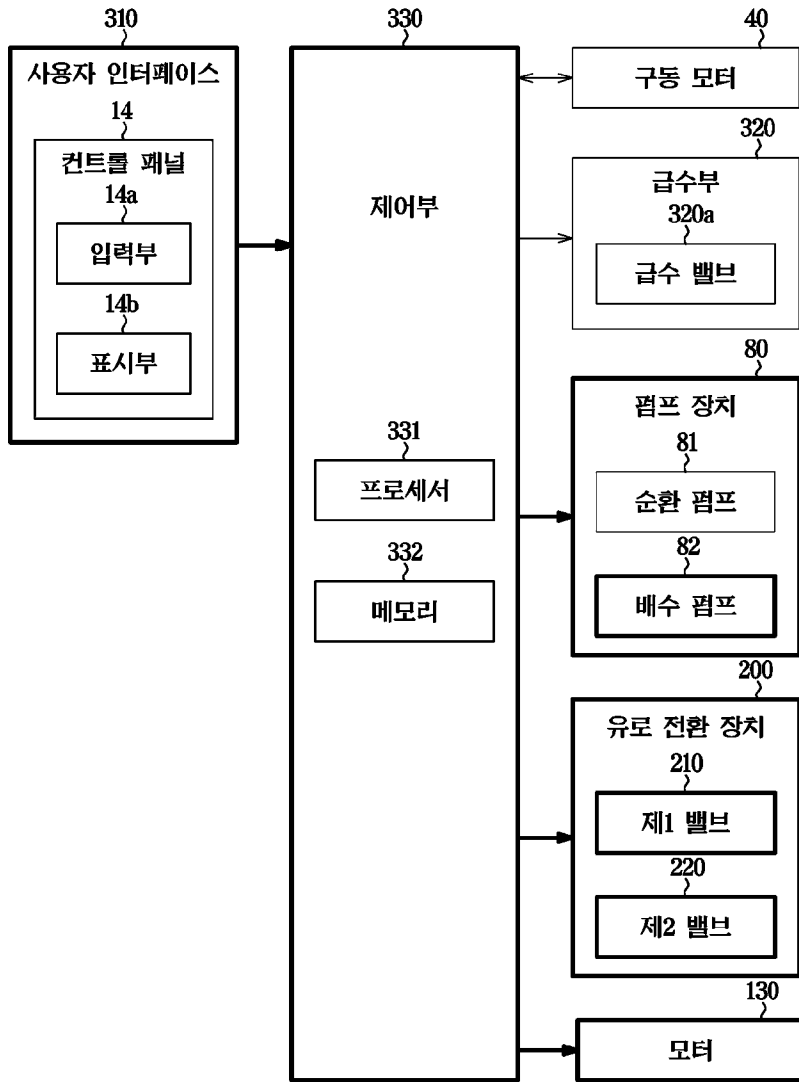 310
사용자 인터페이스
14
컨트롤 패널
14a
입력부
14b
표시부
330
제어부
331
프로세서
332
메모리
40
구동 모터
320
급수부
320a
급수 밸브
80
펌프 장치
81
순환 펌프
82
배수 펌프
200
유로 전환 장치
210
제1 밸브
220
제2 밸브
130
모터